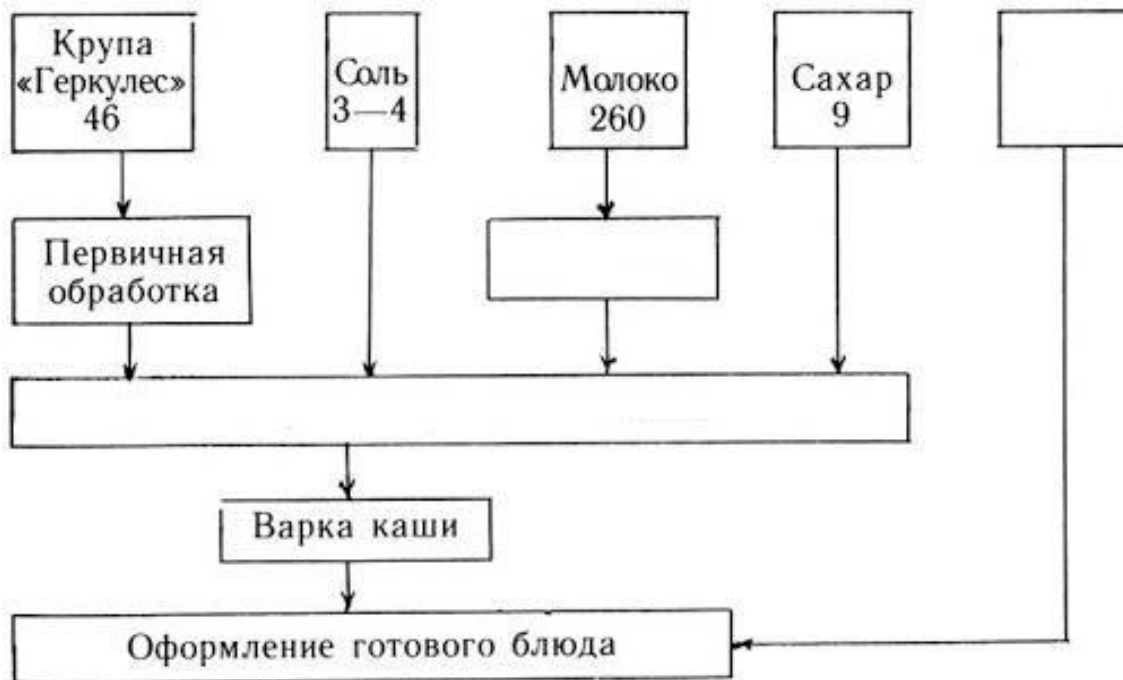 Крупа
«Геркулес»
46
Соль
3—4
Молоко
260
Сахар
9
Первичная
обработка
Варка каши
Оформление готового блюда